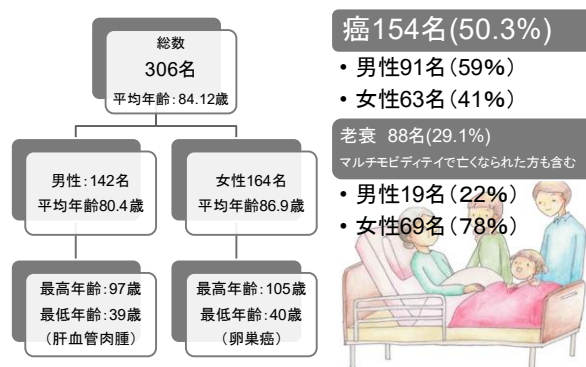 総数
306名
平均年齢:84.12歳
男性:142名
平均年齢80.4歳
女性164名
平均年齢86.9歳
最高年齢:97歳
最低年齢:39歳
(肝血管肉腫)
最高年齢:105歳
最低年齢:40歳
(卵巣癌)
癌154名(50.3%)
• 男性91名(59%)
• 女性63名(41%)
老衰 88名(29.1%)
マルチモビディテイで亡くなられた方も含む
• 男性19名(22%)
• 女性69名(78%)